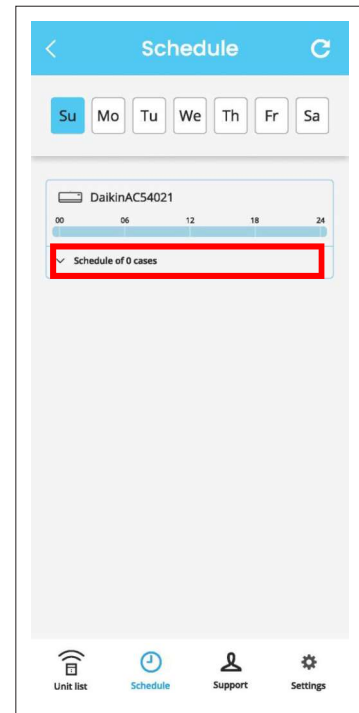 Schedule
Su Mo Tu We Th Fr Sa
DaikinAC54021
00 06 12 18 24
Schedule of 0 cases
Unit list Schedule Support Settings